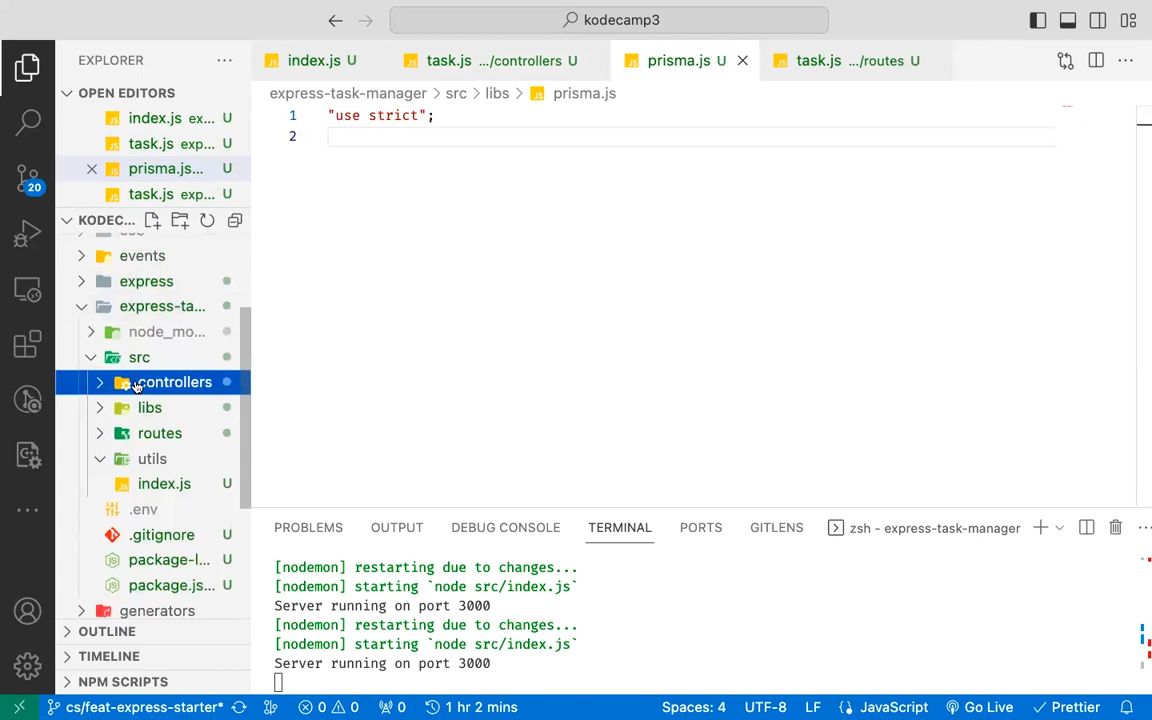 kodecamp3
EXPLORER
index.js U
task.js .../controllers U
prisma.js U
task.js .../routes U
OPEN EDITORS
express-task-manager > src > libs > prisma.js
index.js ex... U
task.js exp... U
prisma.js... U
task.js exp... U
1 "use strict";
2
KODEC...
events
express
express-ta...
node_mo...
src
controllers
libs
routes
utils
index.js U
.env
.gitignore U
package-l... U
package.js... U
generators
OUTLINE
TIMELINE
NPM SCRIPTS
20
PROBLEMS OUTPUT DEBUG CONSOLE TERMINAL PORTS GITLENS zsh - express-task-manager
[nodemon] restarting due to changes...
[nodemon] starting `node src/index.js`
Server running on port 3000
[nodemon] restarting due to changes...
[nodemon] starting `node src/index.js`
Server running on port 3000
cs/feat-express-starter* 0 0 0 1 hr 2 mins Spaces: 4 UTF-8 LF JavaScript Go Live Prettier